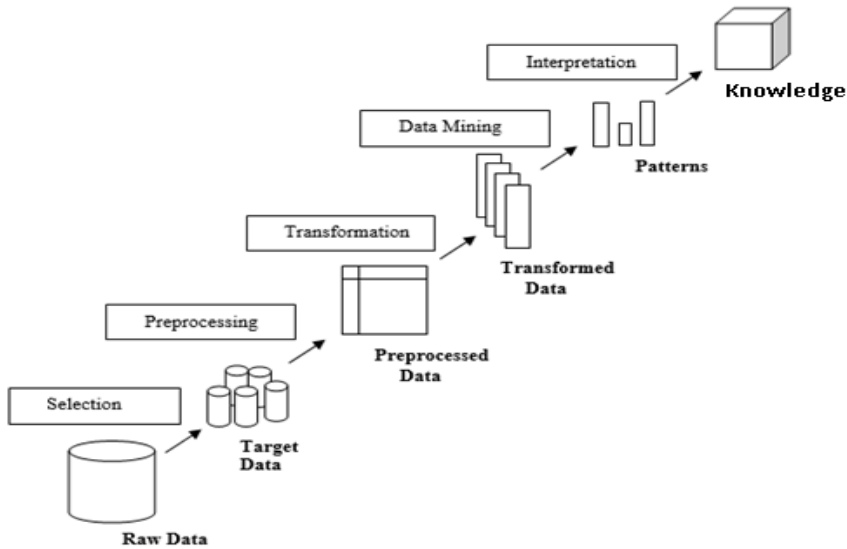 Interpretation
Knowledge
Data Mining
Patterns
Transformation
Transformed
Data
Preprocessing
Preprocessed
Data
Selection
Target
Data
Raw Data